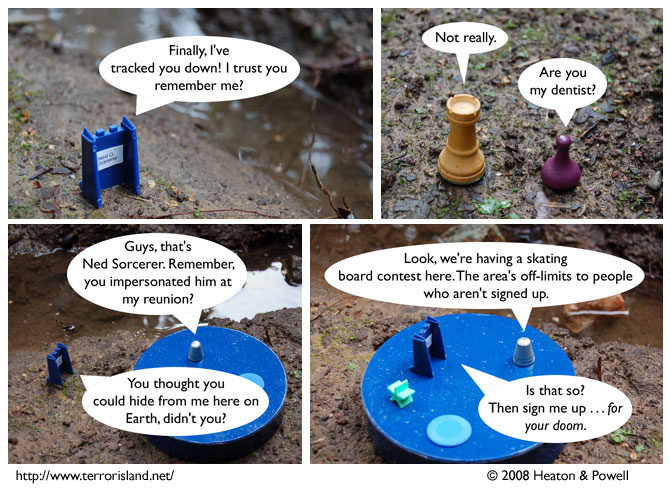 Finally, I've
tracked you down! I trust you
remember me?
Ned Q.
Sorcerer
Not really.
Are you
my dentist?
Guys, that's
Ned Sorcerer. Remember,
you impersonated him at
my reunion?
You thought you
could hide from me here on
Earth, didn't you?
Look, we're having a skating
board contest here. The area's off-limits to people
who aren't signed up.
Is that so?
Then sign me up . . . for
your doom.
http://www.terrorisland.net/
© 2008 Heaton & Powell